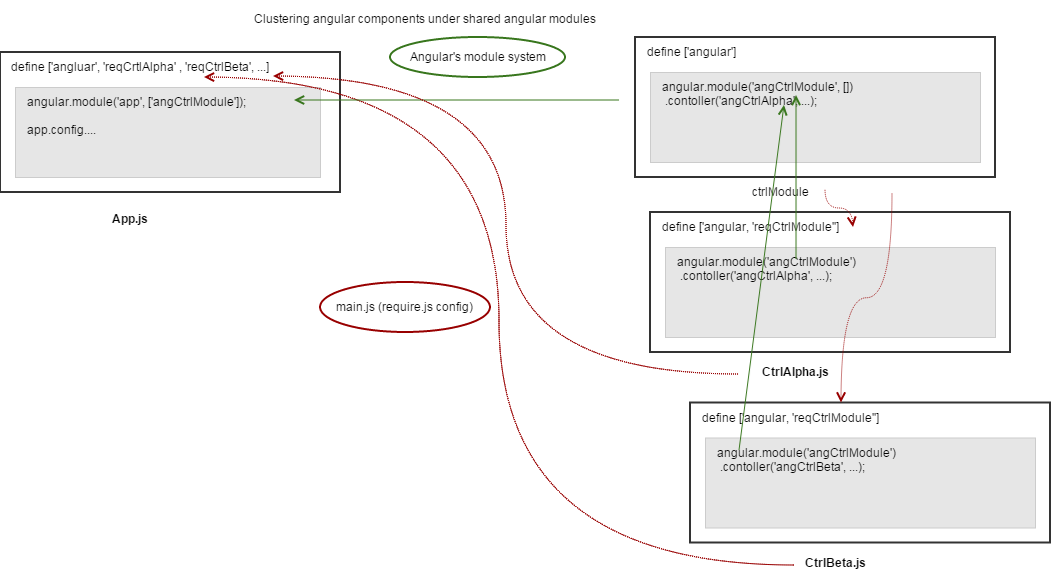 Clustering angular components under shared angular modules
Angular's module system
define ['angluar', 'reqCrtlAlpha' , 'reqCtrlBeta', ...]
angular.module('app', ['angCtrlModule']);
app.config....
App.js
define ['angular']
angular.module('angCtrlModule', [])
.contoller('angCtrlAlpha', ...);
ctrlModule
define ['angular, 'reqCtrlModule"]
angular.module('angCtrlModule')
.contoller('angCtrlAlpha', ...);
CtrlAlpha.js
main.js (require.js config)
define ['angular, 'reqCtrlModule"]
angular.module('angCtrlModule')
.contoller('angCtrlBeta', ...);
CtrlBeta.js